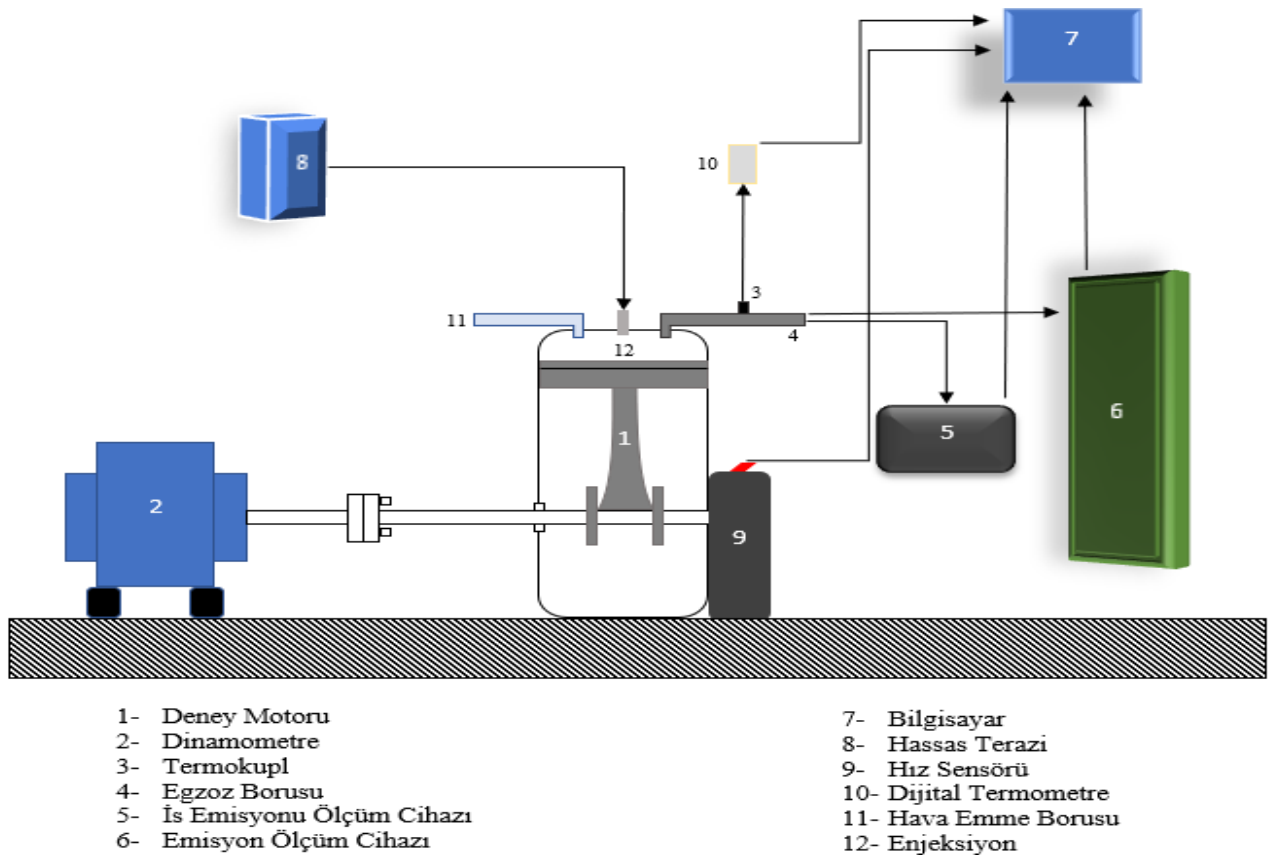 7
8
10
3
11
4
12
1
5
6
2
9
1- Deney Motoru
2- Dinamometre
3- Termokupl
4- Egzoz Borusu
5- İs Emisyonu Ölçüm Cihazı
6- Emisyon Ölçüm Cihazı
7- Bilgisayar
8- Hassas Terazi
9- Hız Sensörü
10- Dijital Termometre
11- Hava Emme Borusu
12- Enjeksiyon